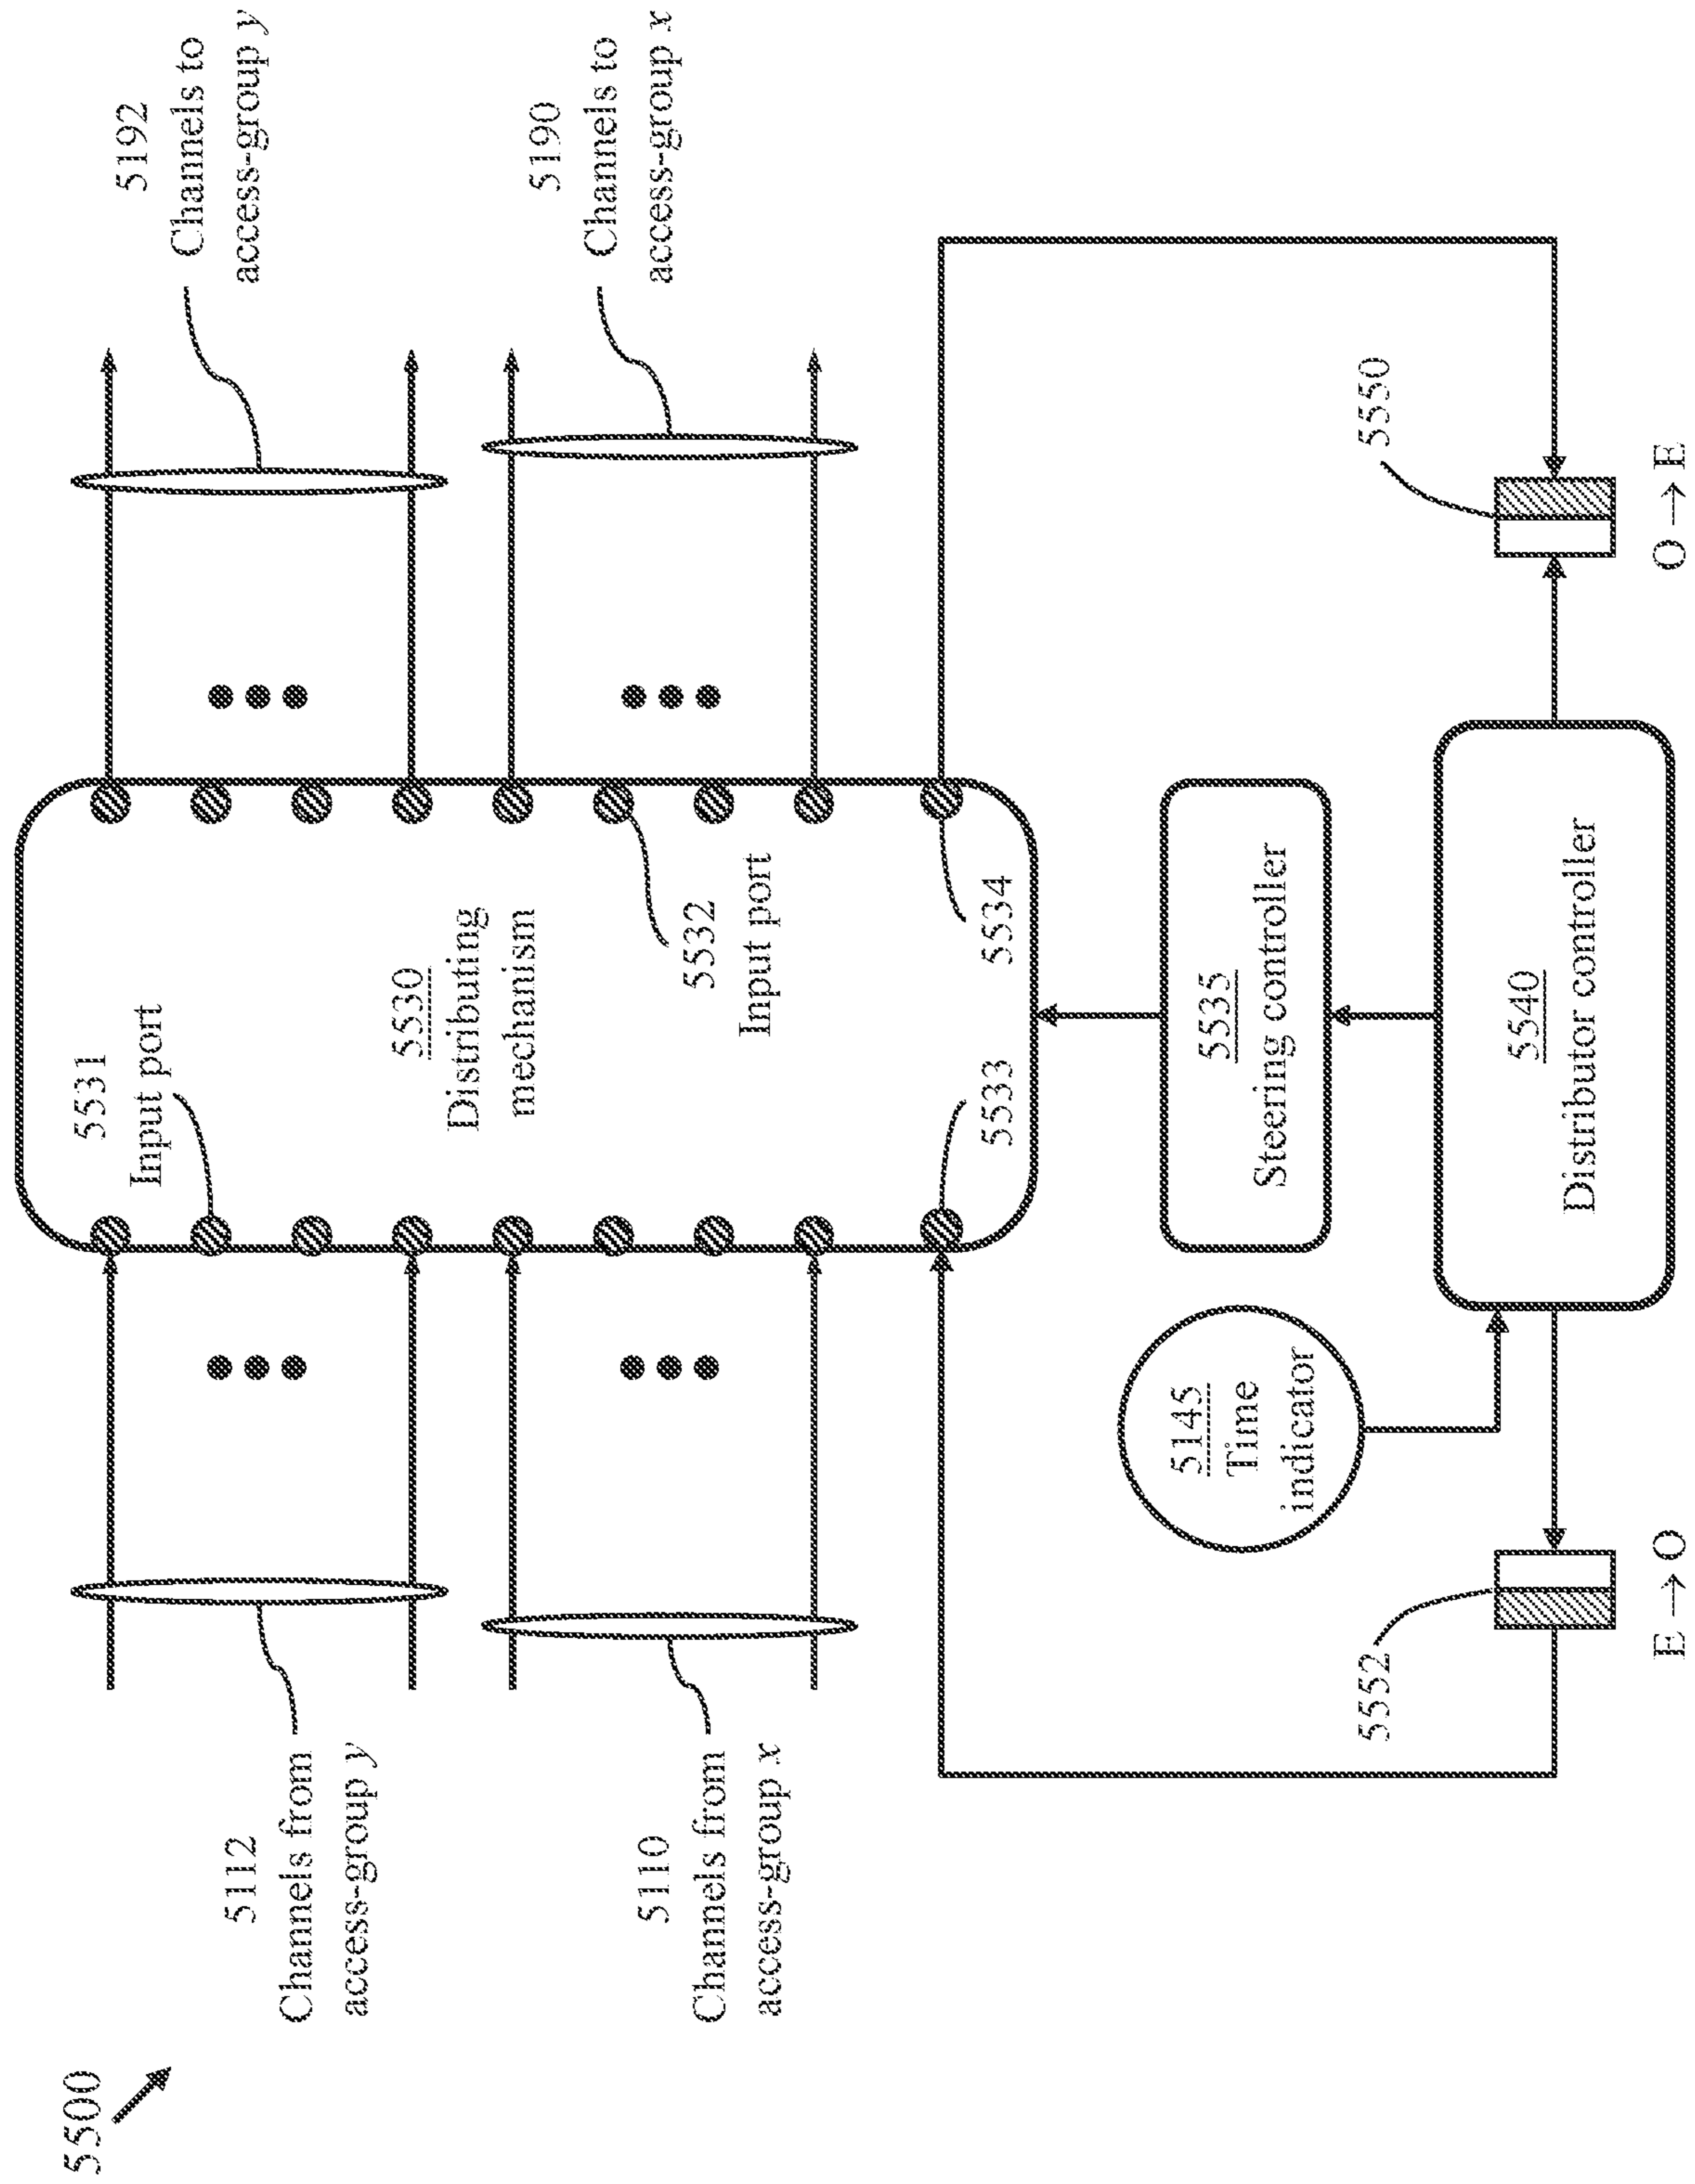 5500
5112
Channels from
access-group y
5110
Channels from
access-group x
5531
Input port
5530
Distributing
mechanism
5532
Input port
5533
5534
5192
Channels to
access-group y
5190
Channels to
access-group x
5145
Time
indicator
5535
Steering controller
5540
Distributor controller
5552
E → O
5550
O → E